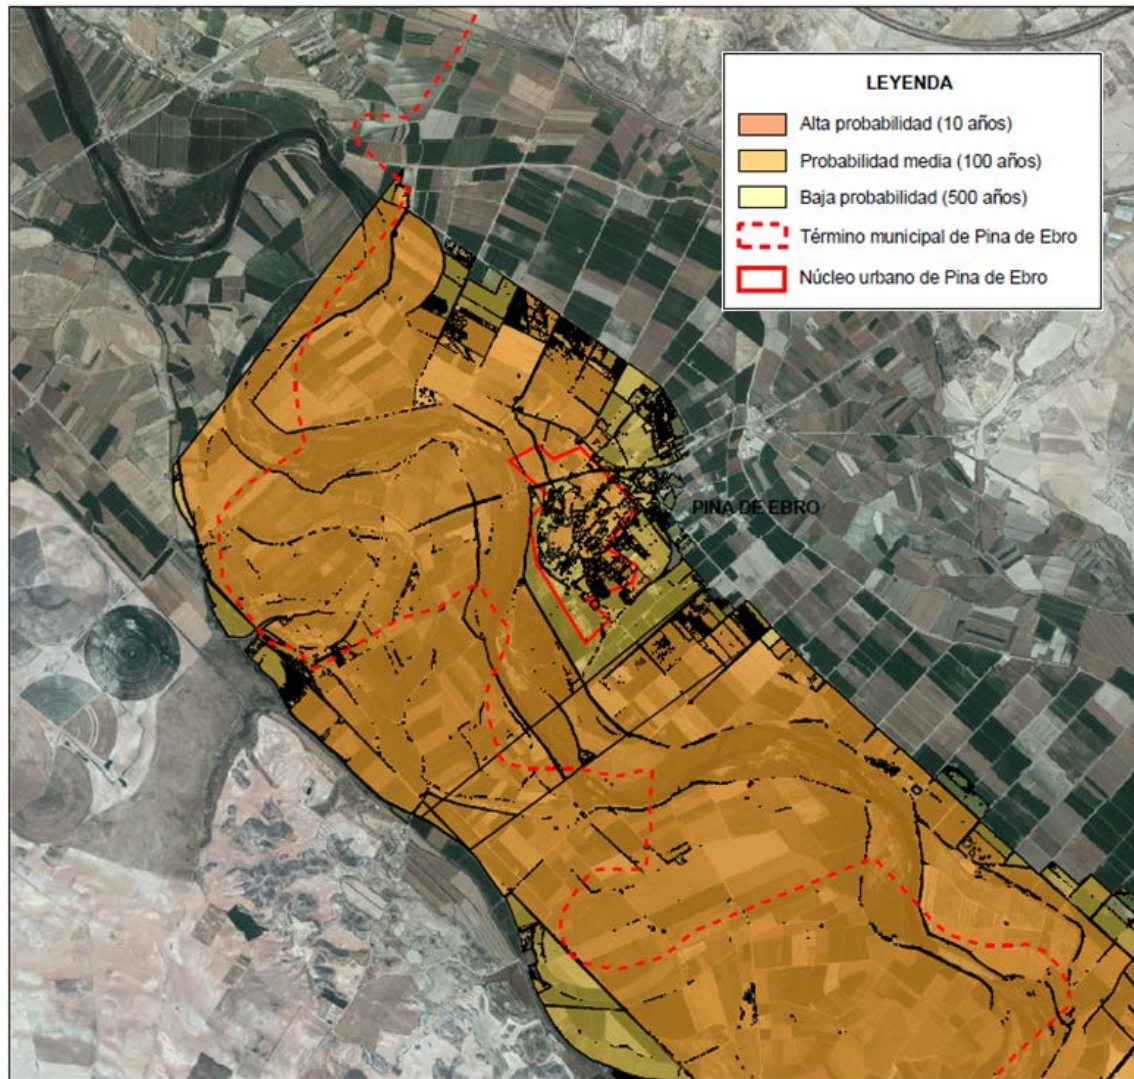 LEYENDA
Alta probabilidad (10 años)
Probabilidad media (100 años)
Baja probabilidad (500 años)
Término municipal de Pina de Ebro
Núcleo urbano de Pina de Ebro
PINA DE EBRO